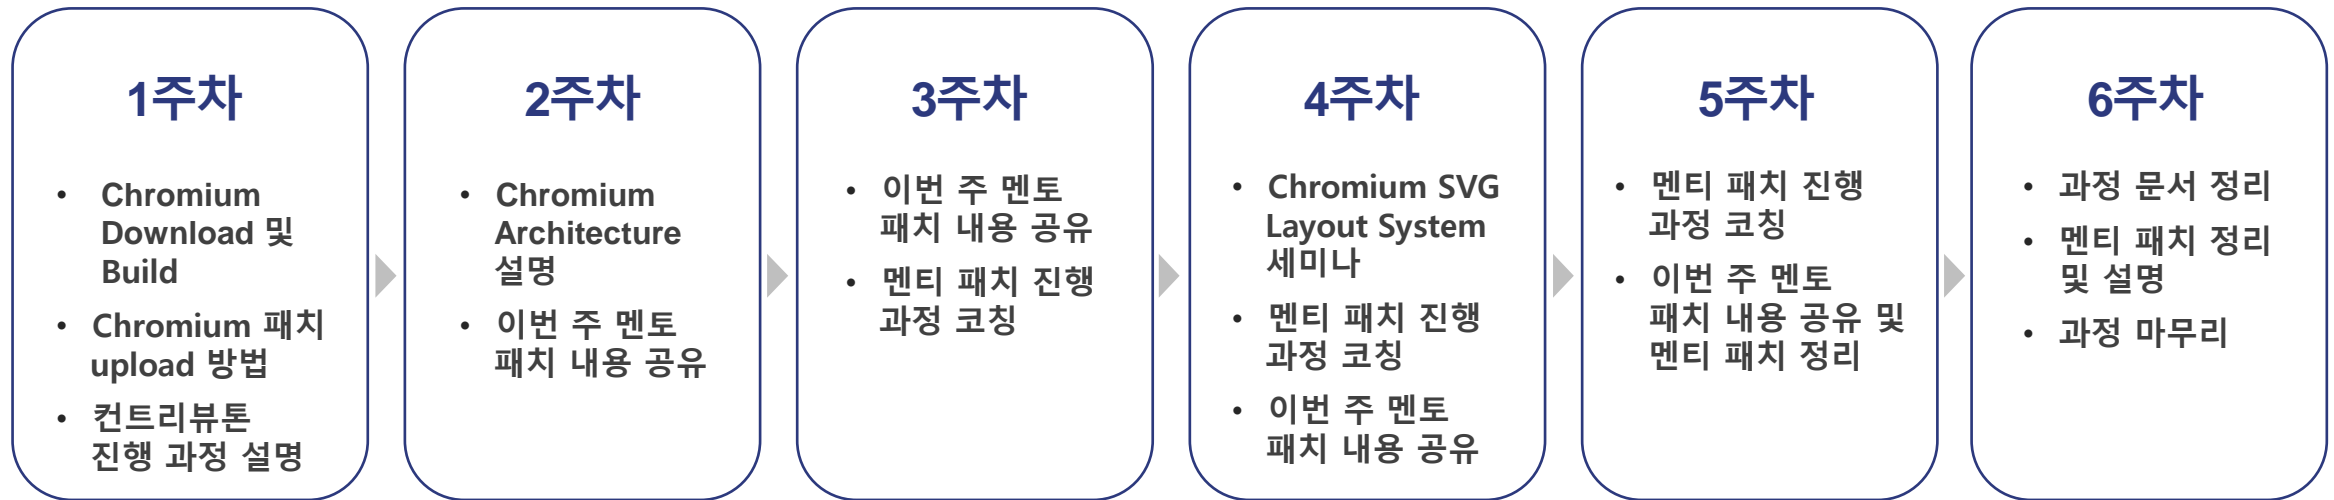 1주차
• Chromium
Download 및
Build
• Chromium 패치
upload 방법
• 컨트리뷰톤
진행 과정 설명
2주차
• Chromium
Architecture
설명
• 이번 주 멘토
패치 내용 공유
3주차
• 이번 주 멘토
패치 내용 공유
• 멘티 패치 진행
과정 코칭
4주차
• Chromium SVG
Layout System
세미나
• 멘티 패치 진행
과정 코칭
• 이번 주 멘토
패치 내용 공유
5주차
• 멘티 패치 진행
과정 코칭
• 이번 주 멘토
패치 내용 공유 및
멘티 패치 정리
6주차
• 과정 문서 정리
• 멘티 패치 정리
및 설명
• 과정 마무리